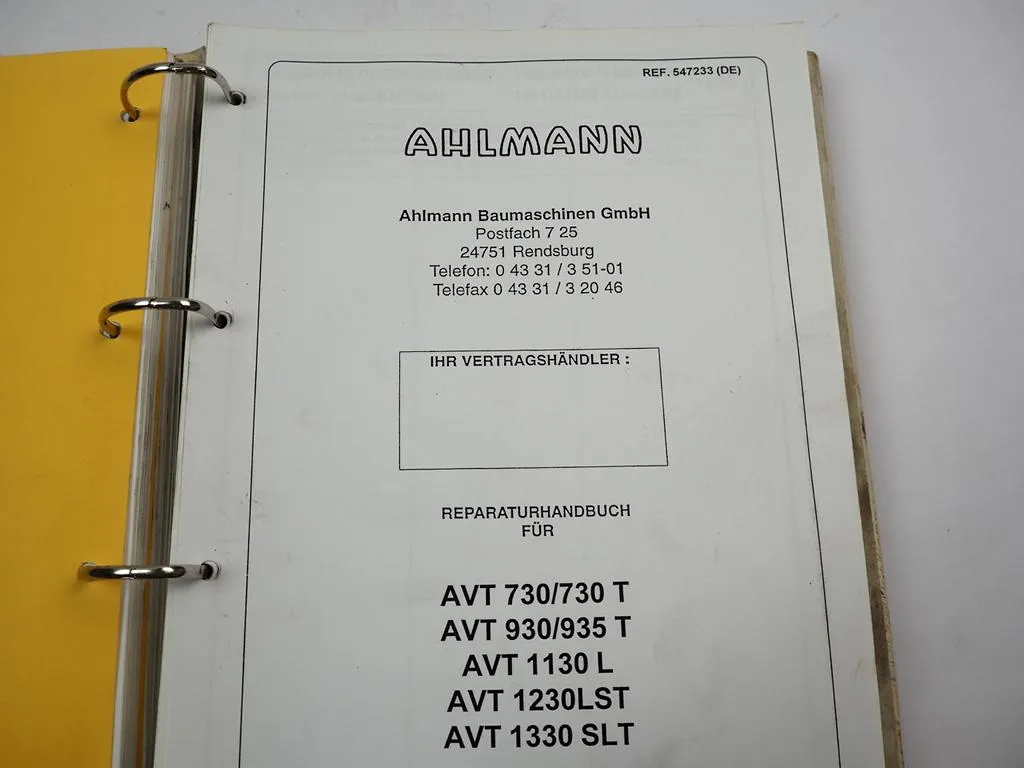 REF. 547233 (DE)
AHLMANN
Ahlmann Baumaschinen GmbH
Postfach 7 25
24751 Rendsburg
Telefon: 0 43 31 / 3 51-01
Telefax 0 43 31 / 3 20 46
IHR VERTRAGSHÄNDLER :
REPARATURHANDBUCH
FÜR
AVT 730/730 T
AVT 930/935 T
AVT 1130 L
AVT 1230LST
AVT 1330 SLT